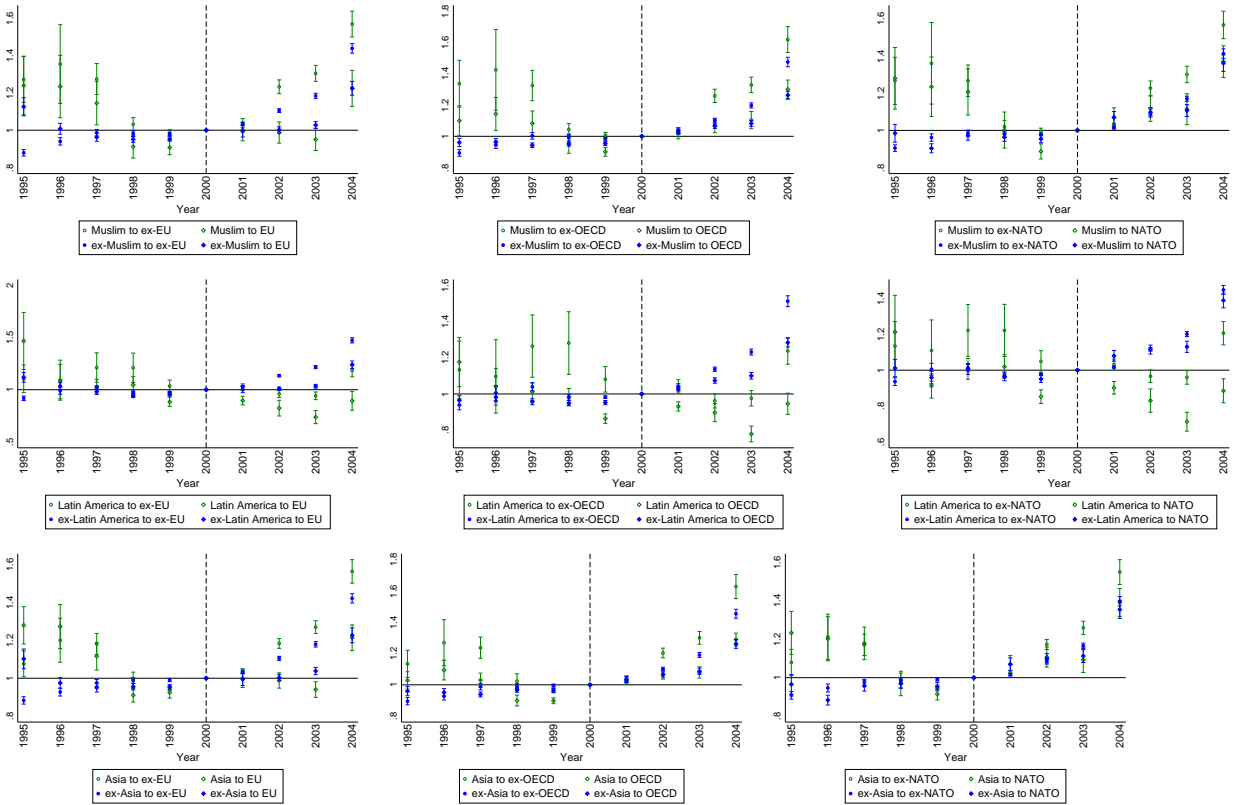 1.6
1.4
1.2
1
.8
1995 1996 1997 1998 1999 2000 2001 2002 2003 2004
Year
Muslim to ex-EU Muslim to EU
ex-Muslim to ex-EU ex-Muslim to EU
1.8
1.6
1.4
1.2
1
.8
1995 1996 1997 1998 1999 2000 2001 2002 2003 2004
Year
Muslim to ex-OECD Muslim to OECD
ex-Muslim to ex-OECD ex-Muslim to OECD
1.6
1.4
1.2
1
.8
1995 1996 1997 1998 1999 2000 2001 2002 2003 2004
Year
Muslim to ex-NATO Muslim to NATO
ex-Muslim to ex-NATO ex-Muslim to NATO
2
1.5
1
.5
1995 1996 1997 1998 1999 2000 2001 2002 2003 2004
Year
Latin America to ex-EU Latin America to EU
ex-Latin America to ex-EU ex-Latin America to EU
1.6
1.4
1.2
1
.8
1995 1996 1997 1998 1999 2000 2001 2002 2003 2004
Year
Latin America to ex-OECD Latin America to OECD
ex-Latin America to ex-OECD ex-Latin America to OECD
1.4
1.2
1
.8
.6
1995 1996 1997 1998 1999 2000 2001 2002 2003 2004
Year
Latin America to ex-NATO Latin America to NATO
ex-Latin America to ex-NATO ex-Latin America to NATO
1.6
1.4
1.2
1
.8
1995 1996 1997 1998 1999 2000 2001 2002 2003 2004
Year
Asia to ex-EU Asia to EU
ex-Asia to ex-EU ex-Asia to EU
1.8
1.6
1.4
1.2
1
.8
1995 1996 1997 1998 1999 2000 2001 2002 2003 2004
Year
Asia to ex-OECD Asia to OECD
ex-Asia to ex-OECD ex-Asia to OECD
1.6
1.4
1.2
1
.8
1995 1996 1997 1998 1999 2000 2001 2002 2003 2004
Year
Asia to ex-NATO Asia to NATO
ex-Asia to ex-NATO ex-Asia to NATO